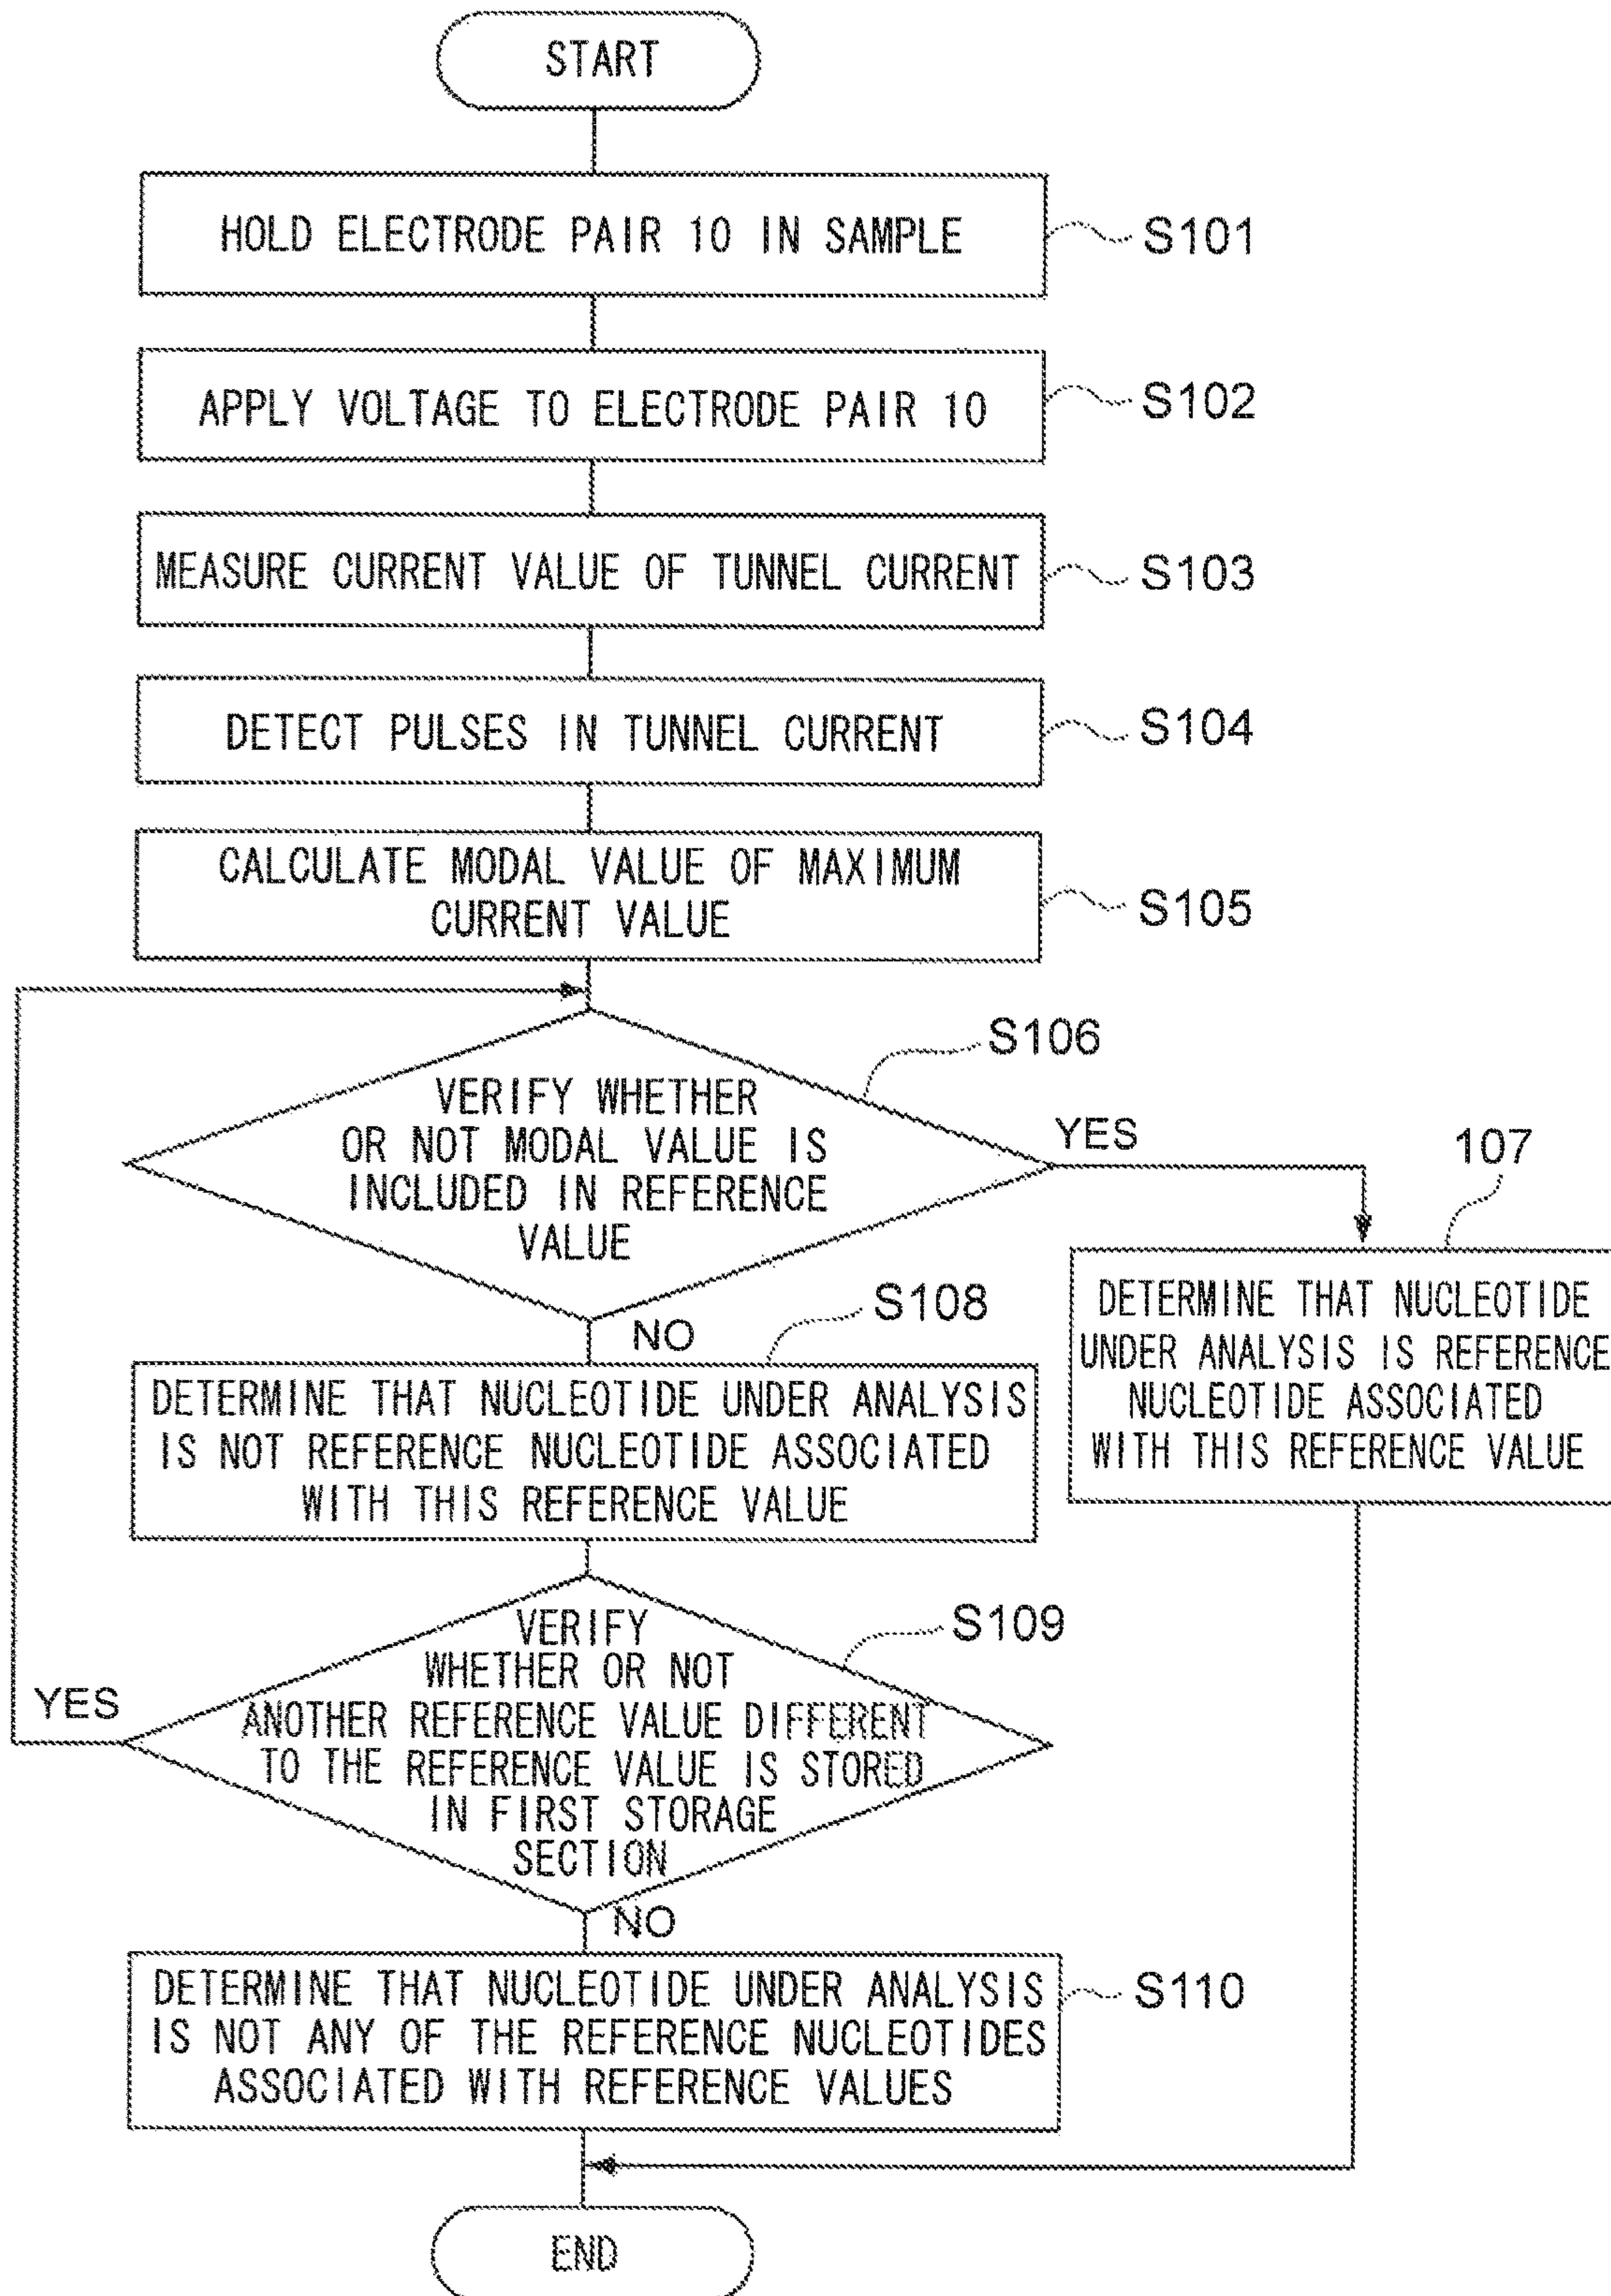 START
HOLD ELECTRODE PAIR 10 IN SAMPLE
S101
APPLY VOLTAGE TO ELECTRODE PAIR 10
S102
MEASURE CURRENT VALUE OF TUNNEL CURRENT
S103
DETECT PULSES IN TUNNEL CURRENT
S104
CALCULATE MODAL VALUE OF MAXIMUM
CURRENT VALUE
S105
S106
VERIFY WHETHER
OR NOT MODAL VALUE IS
INCLUDED IN REFERENCE
VALUE
YES
107
DETERMINE THAT NUCLEOTIDE
UNDER ANALYSIS IS REFERENCE
NUCLEOTIDE ASSOCIATED
WITH THIS REFERENCE VALUE
NO
S108
DETERMINE THAT NUCLEOTIDE UNDER ANALYSIS
IS NOT REFERENCE NUCLEOTIDE ASSOCIATED
WITH THIS REFERENCE VALUE
S109
VERIFY
WHETHER OR NOT
ANOTHER REFERENCE VALUE DIFFERENT
TO THE REFERENCE VALUE IS STORED
IN FIRST STORAGE
SECTION
YES
NO
DETERMINE THAT NUCLEOTIDE UNDER ANALYSIS
IS NOT ANY OF THE REFERENCE NUCLEOTIDES
ASSOCIATED WITH REFERENCE VALUES
S110
END